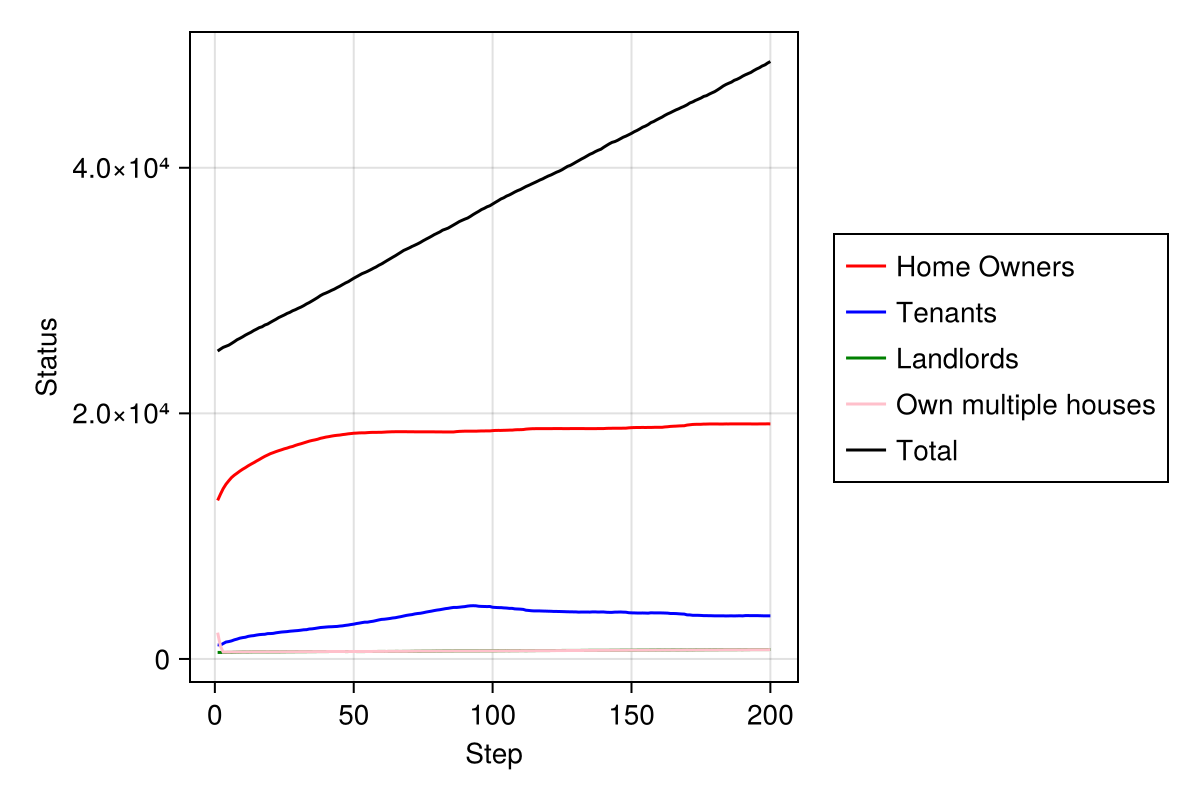 4.0×10⁴
2.0×10⁴
0
Status
0 50 100 150 200
Step
Home Owners
Tenants
Landlords
Own multiple houses
Total